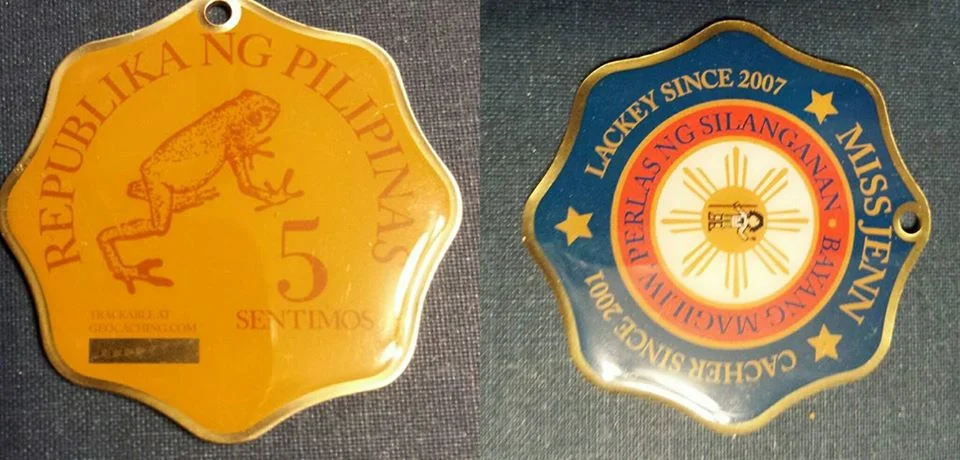 REPUBLIKA NG PILIPINAS
5
SENTIMOS
TRACKABLE AT
GEOCACHING.COM
LACKEY SINCE 2007
MISS JENN
CACHER SINCE 2001
PERLAS NG SILANGANAN • BAYANG MAGILIW